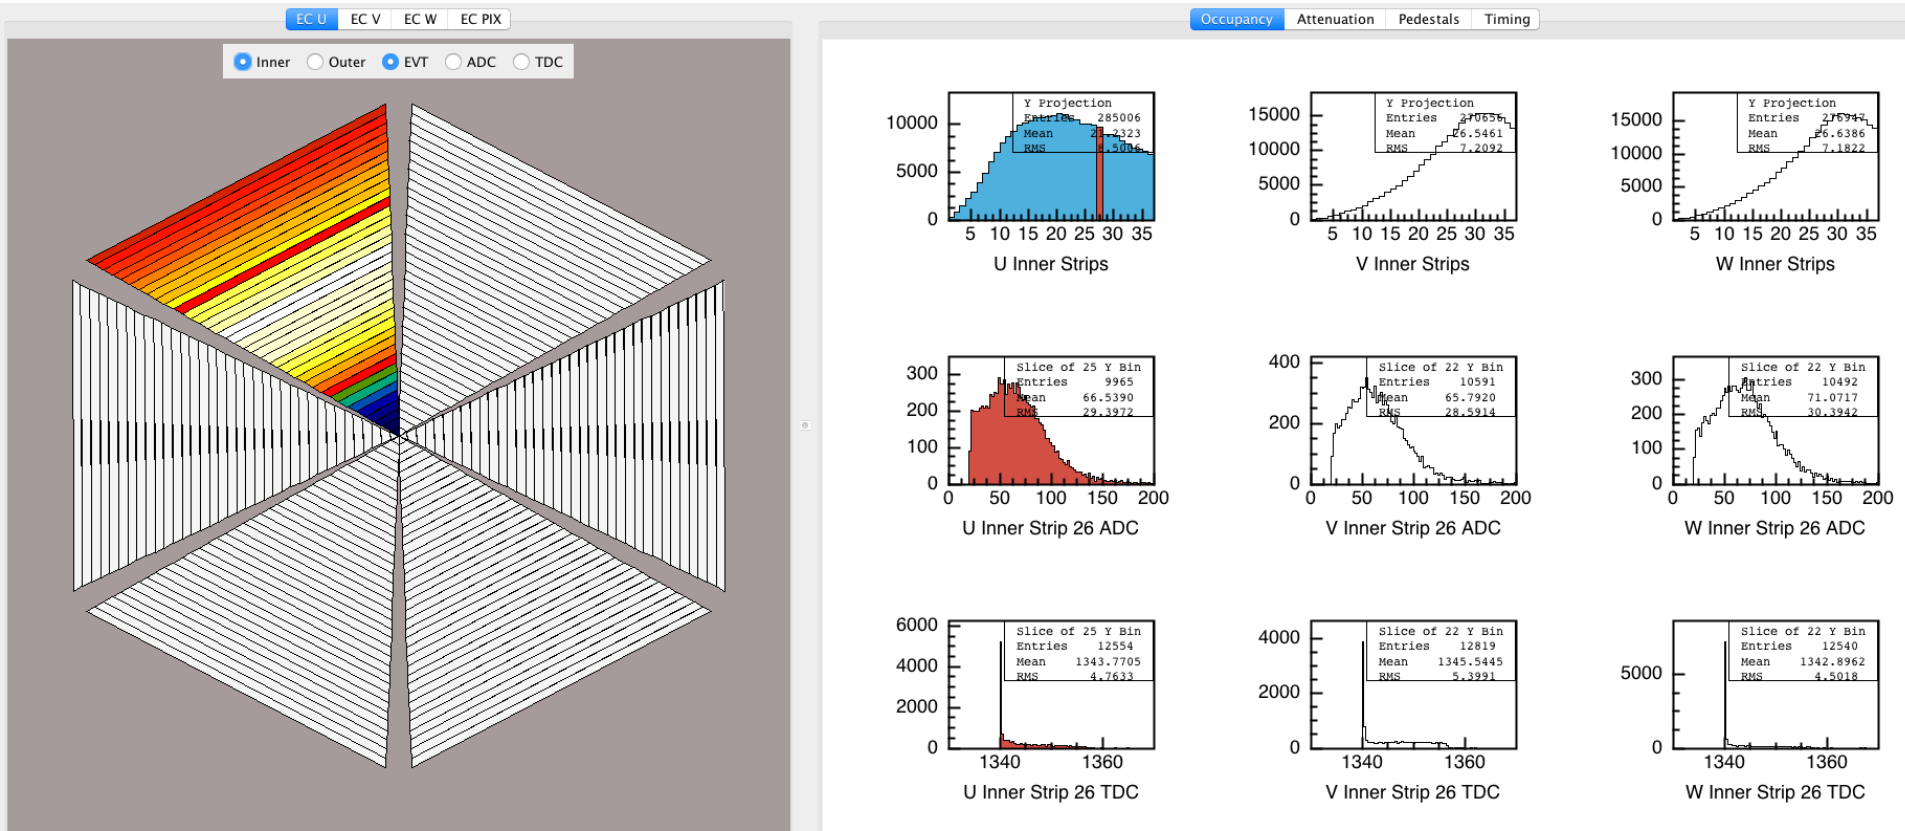 EC U EC V EC W EC PIX
Inner Outer EVT ADC TDC
Occupancy Attenuation Pedestals Timing
Y Projection
Entries 285006
Mean 21.2323
RMS 8.5006
10000
5000
0
5 10 15 20 25 30 35
U Inner Strips
Y Projection
Entries 270656
Mean 26.5461
RMS 7.2092
15000
10000
5000
0
5 10 15 20 25 30 35
V Inner Strips
Y Projection
Entries 276947
Mean 26.6386
RMS 7.1822
15000
10000
5000
0
5 10 15 20 25 30 35
W Inner Strips
Slice of 25 Y Bin
Entries 9965
Mean 66.5390
RMS 29.3972
300
200
100
0
0 50 100 150 200
U Inner Strip 26 ADC
Slice of 22 Y Bin
Entries 10591
Mean 65.7920
RMS 28.5914
400
200
0
0 50 100 150 200
V Inner Strip 26 ADC
Slice of 22 Y Bin
Entries 10492
Mean 71.0717
RMS 30.3942
300
200
100
0
0 50 100 150 200
W Inner Strip 26 ADC
Slice of 25 Y Bin
Entries 12554
Mean 1343.7705
RMS 4.7633
6000
4000
2000
0
1340 1360
U Inner Strip 26 TDC
Slice of 22 Y Bin
Entries 12819
Mean 1345.5445
RMS 5.3991
4000
2000
0
1340 1360
V Inner Strip 26 TDC
Slice of 22 Y Bin
Entries 12540
Mean 1342.8962
RMS 4.5018
5000
0
1340 1360
W Inner Strip 26 TDC